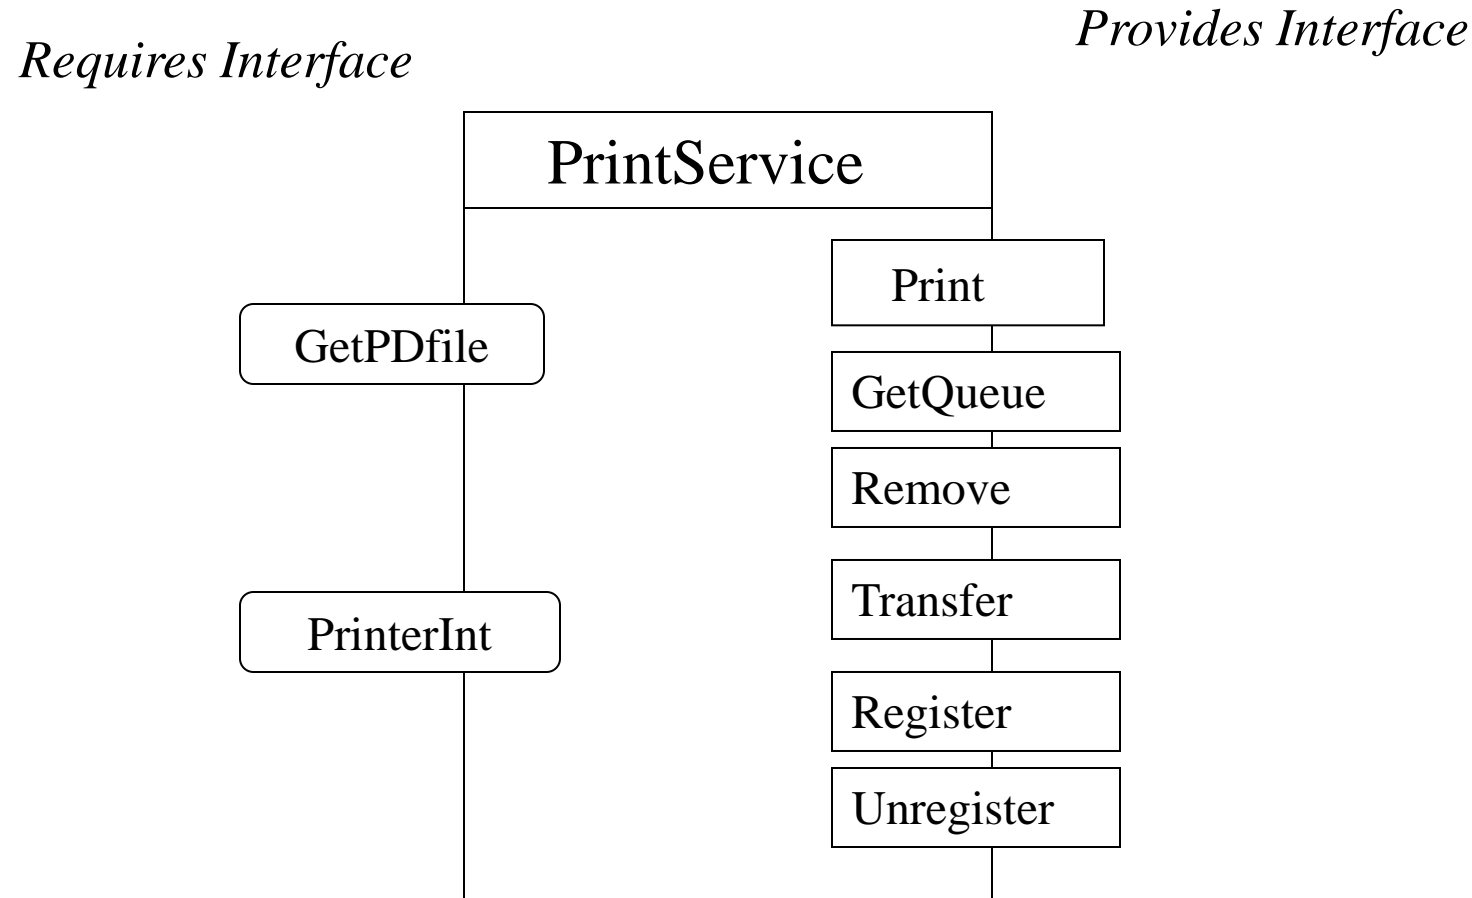 Requires Interface
Provides Interface
PrintService
GetPDfile
PrinterInt
Print
GetQueue
Remove
Transfer
Register
Unregister